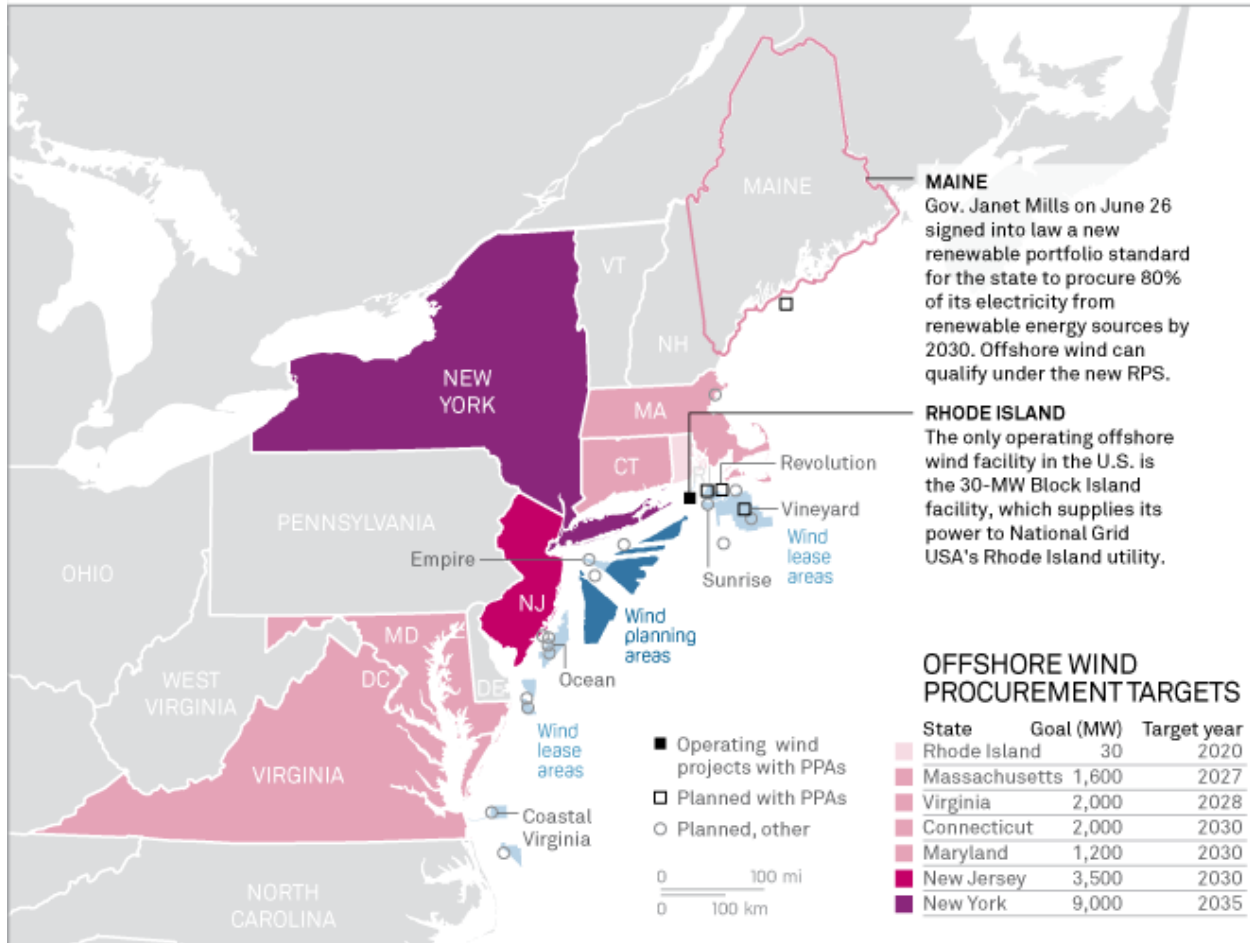 MAINE
VT
NH
NEW
YORK
MA
CT
PENNSYLVANIA
OHIO
NJ
MD
DC
DE
WEST
VIRGINIA
VIRGINIA
NORTH
CAROLINA
Revolution
Vineyard
Wind
lease
areas
Sunrise
Empire
Wind
planning
areas
Ocean
Wind
lease
areas
Coastal
Virginia
MAINE
Gov. Janet Mills on June 26
signed into law a new
renewable portfolio standard
for the state to procure 80%
of its electricity from
renewable energy sources by
2030. Offshore wind can
qualify under the new RPS.
RHODE ISLAND
The only operating offshore
wind facility in the U.S. is
the 30-MW Block Island
facility, which supplies its
power to National Grid
USA's Rhode Island utility.
Operating wind
projects with PPAs
Planned with PPAs
Planned, other
0 100 mi
0 100 km
OFFSHORE WIND
PROCUREMENT TARGETS
State Goal (MW) Target year
Rhode Island 30 2020
Massachusetts 1,600 2027
Virginia 2,000 2028
Connecticut 2,000 2030
Maryland 1,200 2030
New Jersey 3,500 2030
New York 9,000 2035